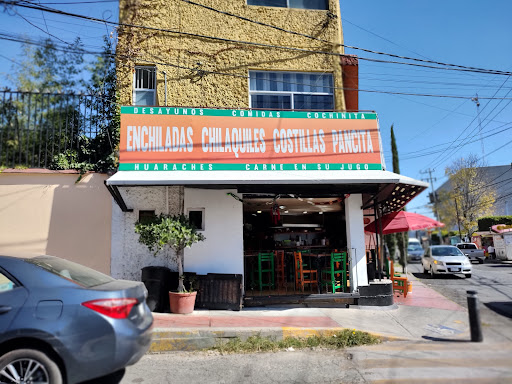 DESAYUNOS COMIDAS COCHINITA
ENCHILADAS CHILAQUILES COSTILLAS PANCITA
HUARACHES CARNE EN SU JUGO